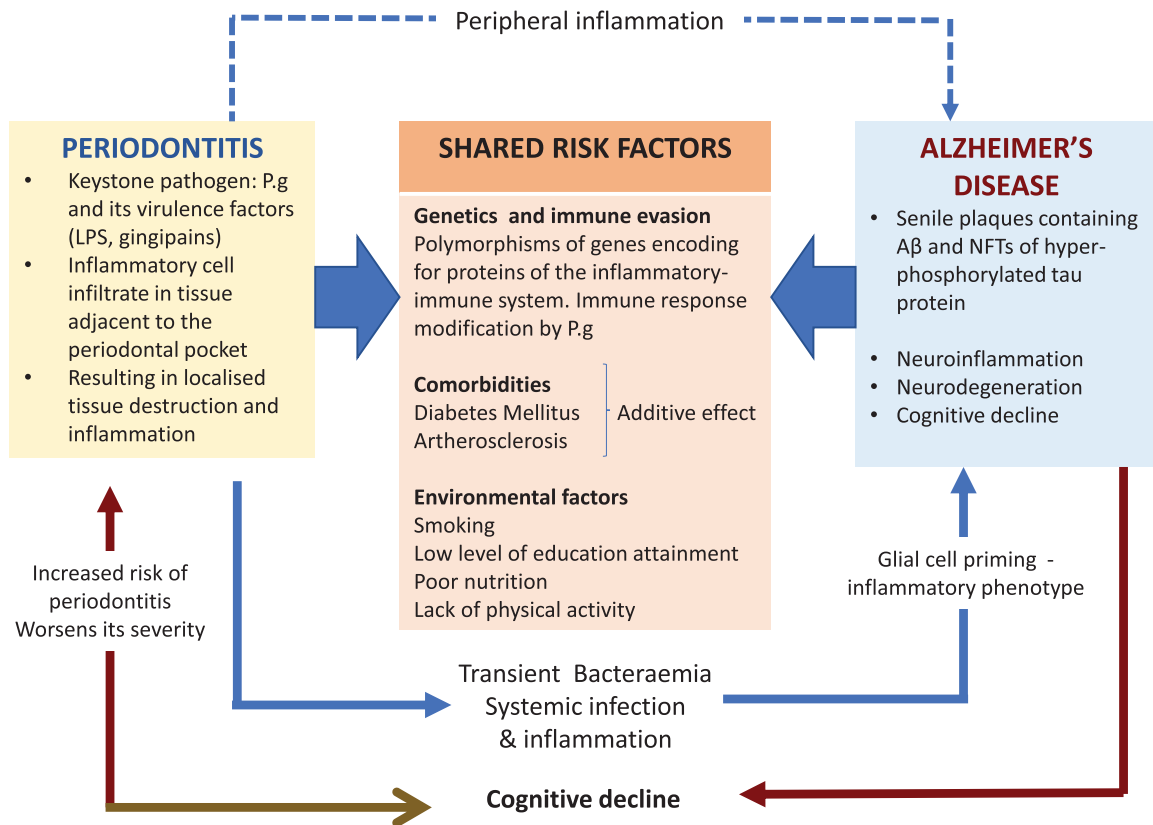 Peripheral inflammation
PERIODONTITIS
• Keystone pathogen: P.g
and its virulence factors
(LPS, gingipains)
• Inflammatory cell
infiltrate in tissue
adjacent to the
periodontal pocket
• Resulting in localised
tissue destruction and
inflammation
SHARED RISK FACTORS
Genetics and immune evasion
Polymorphisms of genes encoding
for proteins of the inflammatory-
immune system. Immune response
modification by P.g
Comorbidities
Diabetes Mellitus
Artherosclerosis
Additive effect
Environmental factors
Smoking
Low level of education attainment
Poor nutrition
Lack of physical activity
ALZHEIMER'S
DISEASE
• Senile plaques containing
Aβ and NFTs of hyper-
phosphorylated tau
protein
• Neuroinflammation
• Neurodegeneration
• Cognitive decline
Increased risk of
periodontitis
Worsens its severity
Glial cell priming -
inflammatory phenotype
Transient Bacteraemia
Systemic infection
& inflammation
Cognitive decline